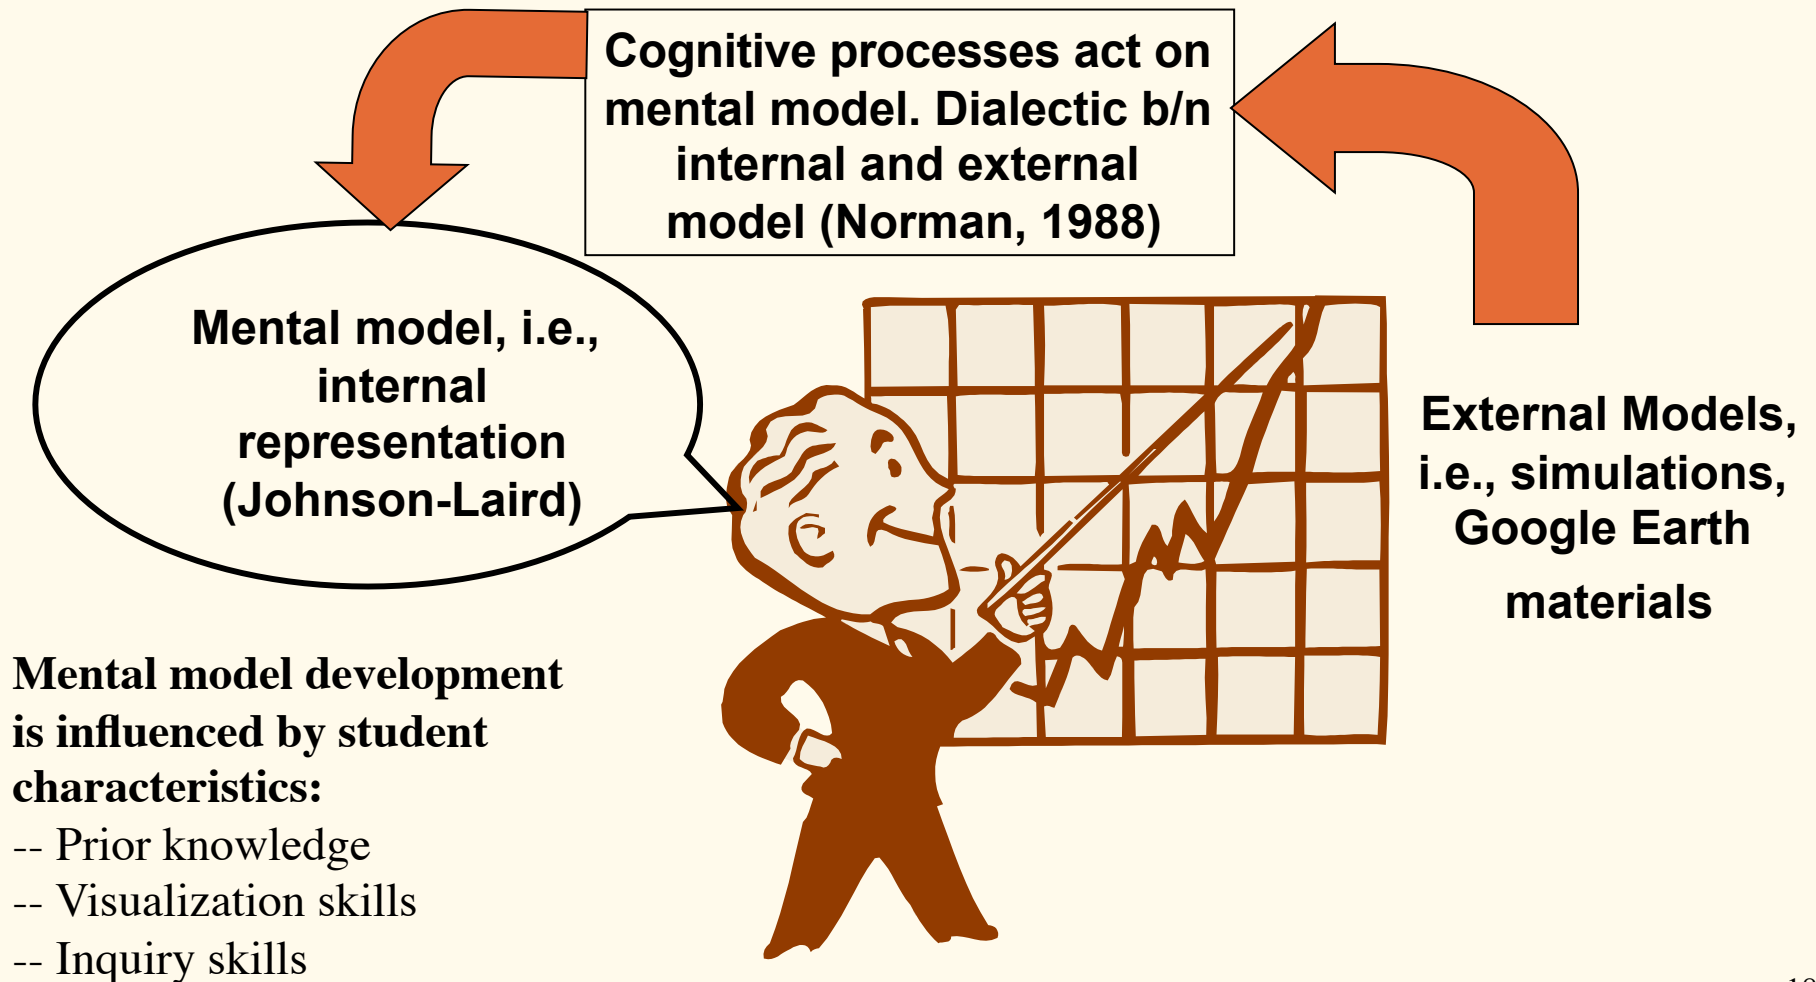 Cognitive processes act on
mental model. Dialectic b/n
internal and external
model (Norman, 1988)
Mental model, i.e.,
internal
representation
(Johnson-Laird)
External Models,
i.e., simulations,
Google Earth
materials
Mental model development
is influenced by student
characteristics:
-- Prior knowledge
-- Visualization skills
-- Inquiry skills